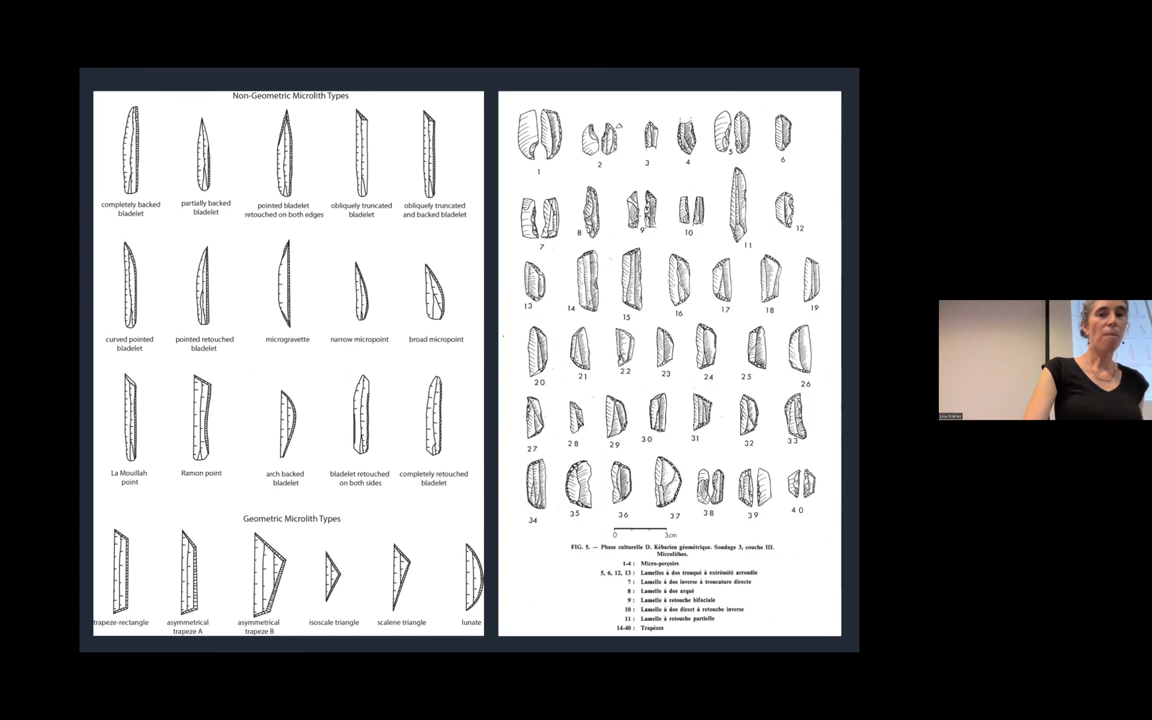 Non-Geometric Microlith Types
completely backed
bladelet
partially backed
bladelet
pointed bladelet
retouched on both edges
obliquely truncated
bladelet
obliquely truncated
and backed bladelet
curved pointed
bladelet
pointed retouched
bladelet
microgravette
narrow micropoint
broad micropoint
La Mouillah
point
Ramon point
arch backed
bladelet
bladelet retouched
on both sides
completely retouched
bladelet
Geometric Microlith Types
trapeze-rectangle
asymmetrical
trapeze A
asymmetrical
trapeze B
isoscale triangle
scalene triangle
lunate
1
2
3
4
5
6
7
8
9
10
11
12
13
14
15
16
17
18
19
20
21
22
23
24
25
26
27
28
29
30
31
32
33
34
35
36
37
38
39
40
0 3cm
FIG. 5. — Phase culturelle D. Kébarien géométrique. Sondage 3, couche III.
Microlithes.
1-4 : Micro-perçoirs
5, 6, 12, 13 : Lamelles à dos tronqué à extrémité arrondie
7 : Lamelle à dos inverse à troncature directe
8 : Lamelle à dos arqué
9 : Lamelle à retouche bifaciale
10 : Lamelle à dos direct à retouche inverse
11 : Lamelle à retouche partielle
14-40 : Trapèzes